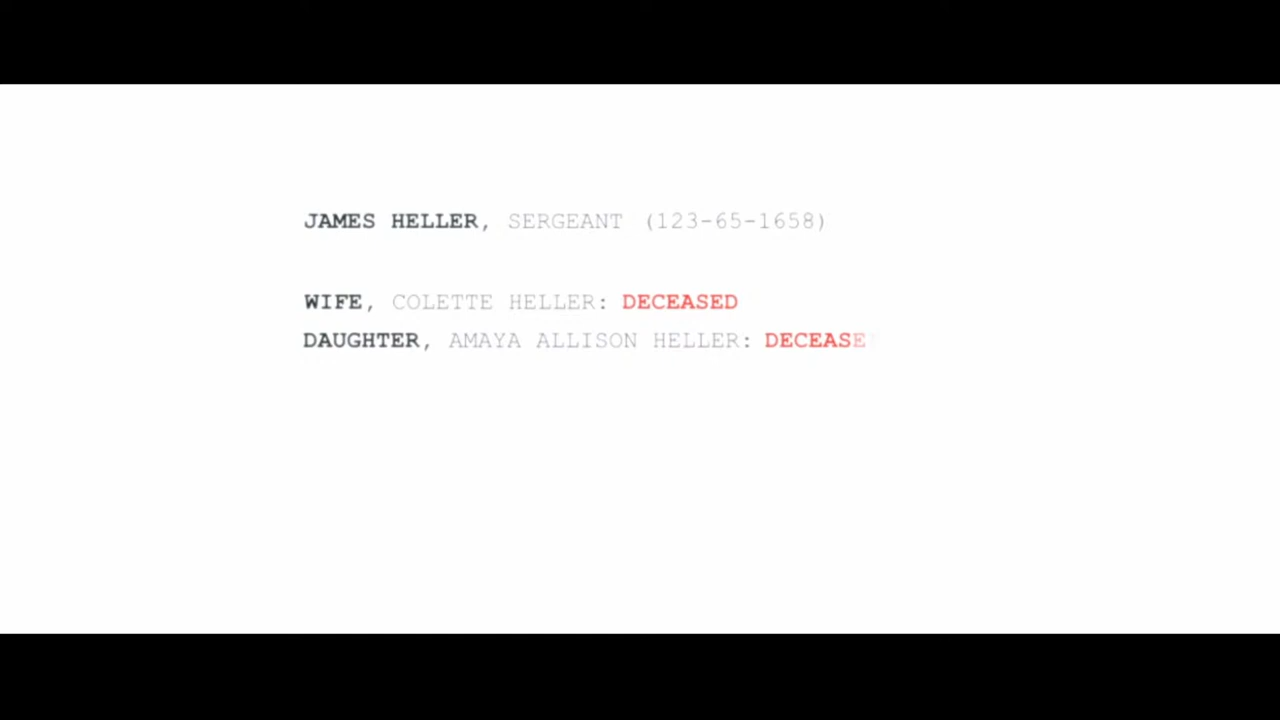 JAMES HELLER, SERGEANT (123-65-1658)
WIFE, COLETTE HELLER: DECEASED
DAUGHTER, AMAYA ALLISON HELLER: DECEASE